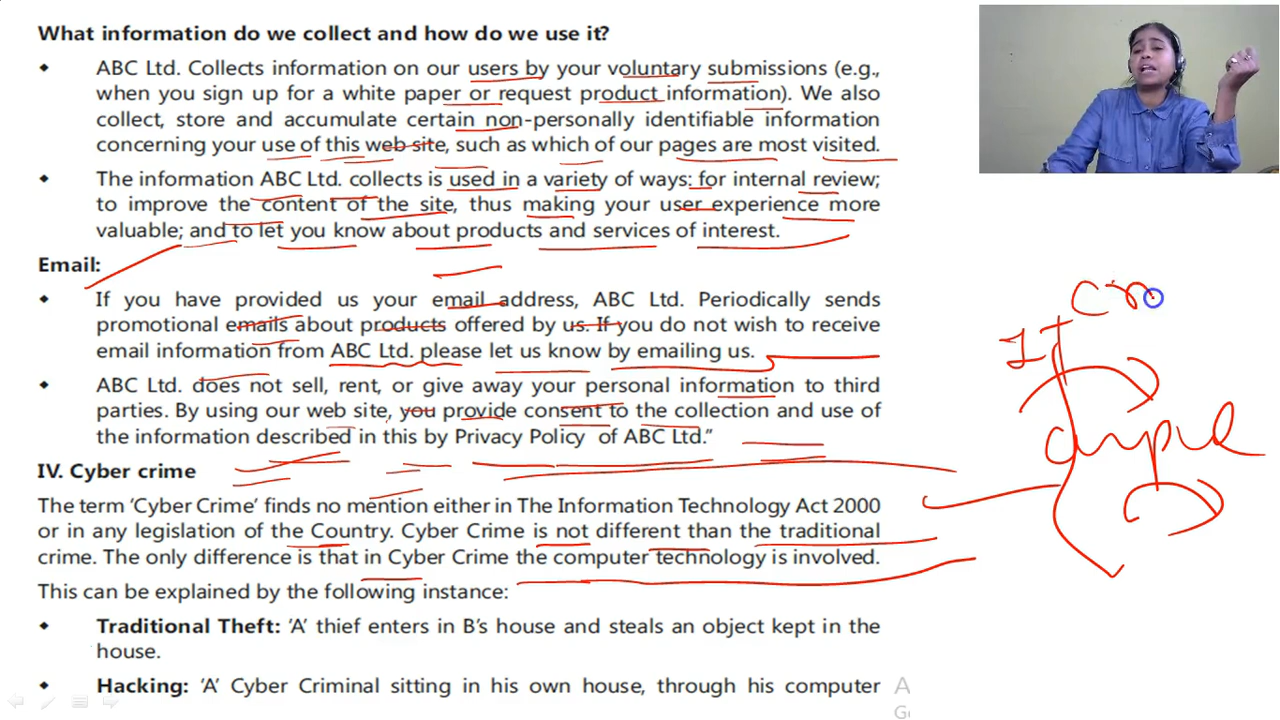 What information do we collect and how do we use it?
ABC Ltd. Collects information on our users by your voluntary submissions (e.g.,
when you sign up for a white paper or request product information). We also
collect, store and accumulate certain non-personally identifiable information
concerning your use of this web site, such as which of our pages are most visited.
The information ABC Ltd. collects is used in a variety of ways: for internal review;
to improve the content of the site, thus making your user experience more
valuable; and to let you know about products and services of interest.
Email:
If you have provided us your email address, ABC Ltd. Periodically sends
promotional emails about products offered by us. If you do not wish to receive
email information from ABC Ltd. please let us know by emailing us.
ABC Ltd. does not sell, rent, or give away your personal information to third
parties. By using our web site, you provide consent to the collection and use of
the information described in this by Privacy Policy of ABC Ltd.”
IV. Cyber crime
The term ‘Cyber Crime’ finds no mention either in The Information Technology Act 2000
or in any legislation of the Country. Cyber Crime is not different than the traditional
crime. The only difference is that in Cyber Crime the computer technology is involved.
This can be explained by the following instance:
Traditional Theft: ‘A’ thief enters in B’s house and steals an object kept in the
house.
Hacking: ‘A’ Cyber Criminal sitting in his own house, through his computer
IT